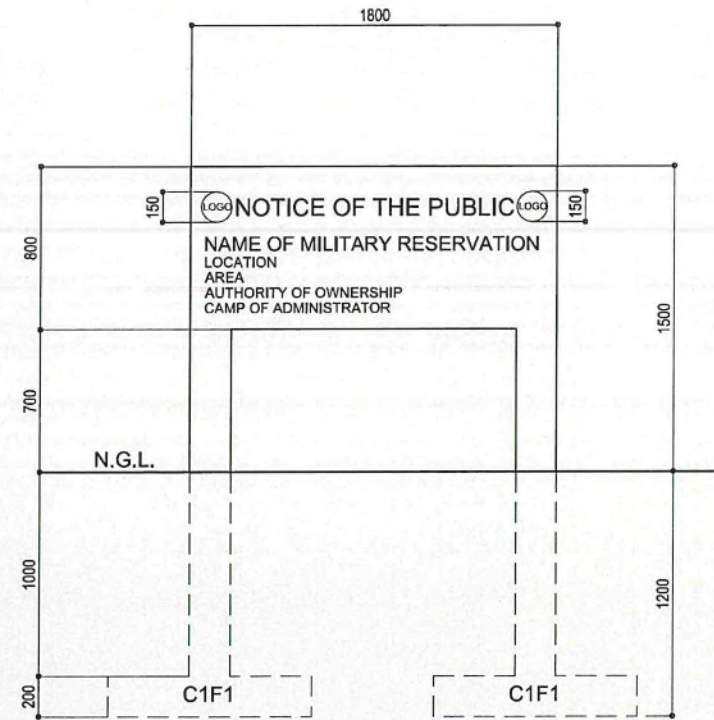 1800
150
LOGO NOTICE OF THE PUBLIC LOGO
150
800
NAME OF MILITARY RESERVATION
LOCATION
AREA
AUTHORITY OF OWNERSHIP
CAMP OF ADMINISTRATOR
1500
700
N.G.L.
1000
1200
200
C1F1
C1F1